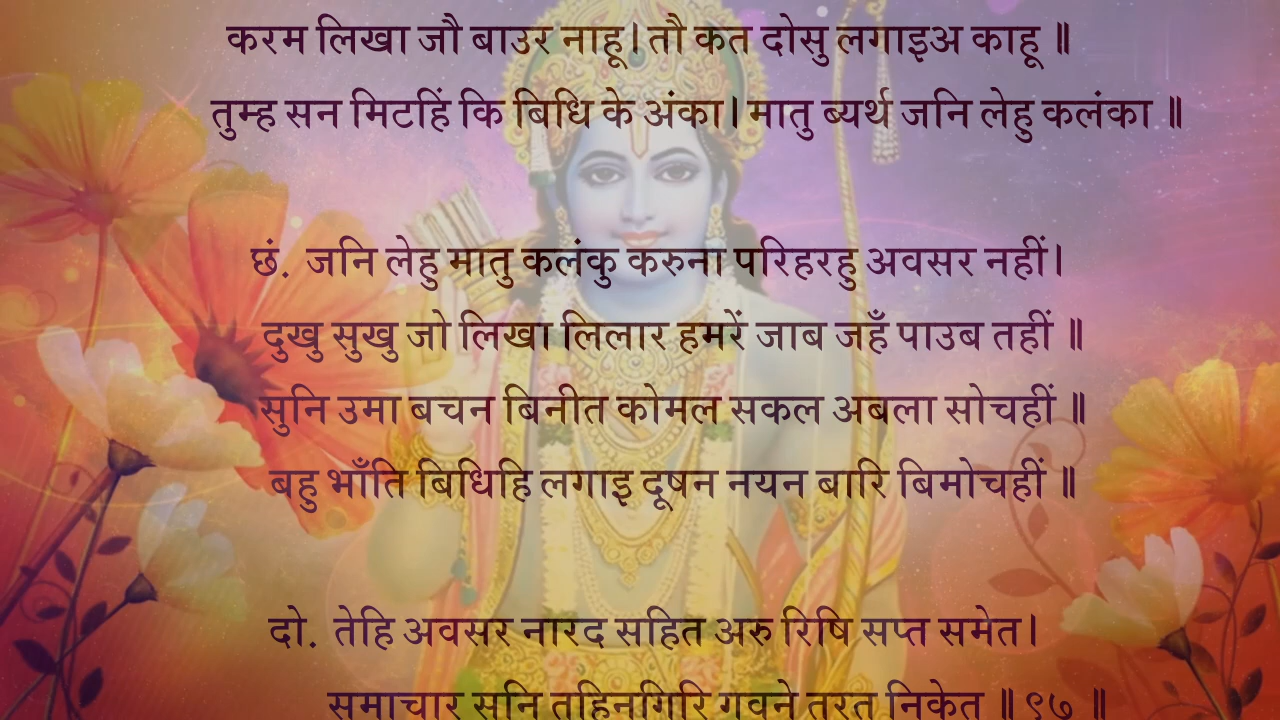 करम लिखा जौ बाउर नाहू। तौ कत दोसु लगाइअ काहू ॥
तुम्ह सन मिटहिं कि बिधि के अंका। मातु ब्यर्थ जनि लेहु कलंका ॥
छं. जनि लेहु मातु कलंकु करुना परिहरहु अवसर नहीं।
दुखु सुखु जो लिखा लिलार हमरें जाब जहँ पाउब तहीं ॥
सुनि उमा बचन बिनीत कोमल सकल अबला सोचहीं ॥
बहु भाँति बिधिहि लगाइ दूषन नयन बारि बिमोचहीं ॥
दो. तेहि अवसर नारद सहित अरु रिषि सप्त समेत।
समाचार सुनि तुहिनगिरि गवने तुरत निकेत ॥ ९७ ॥